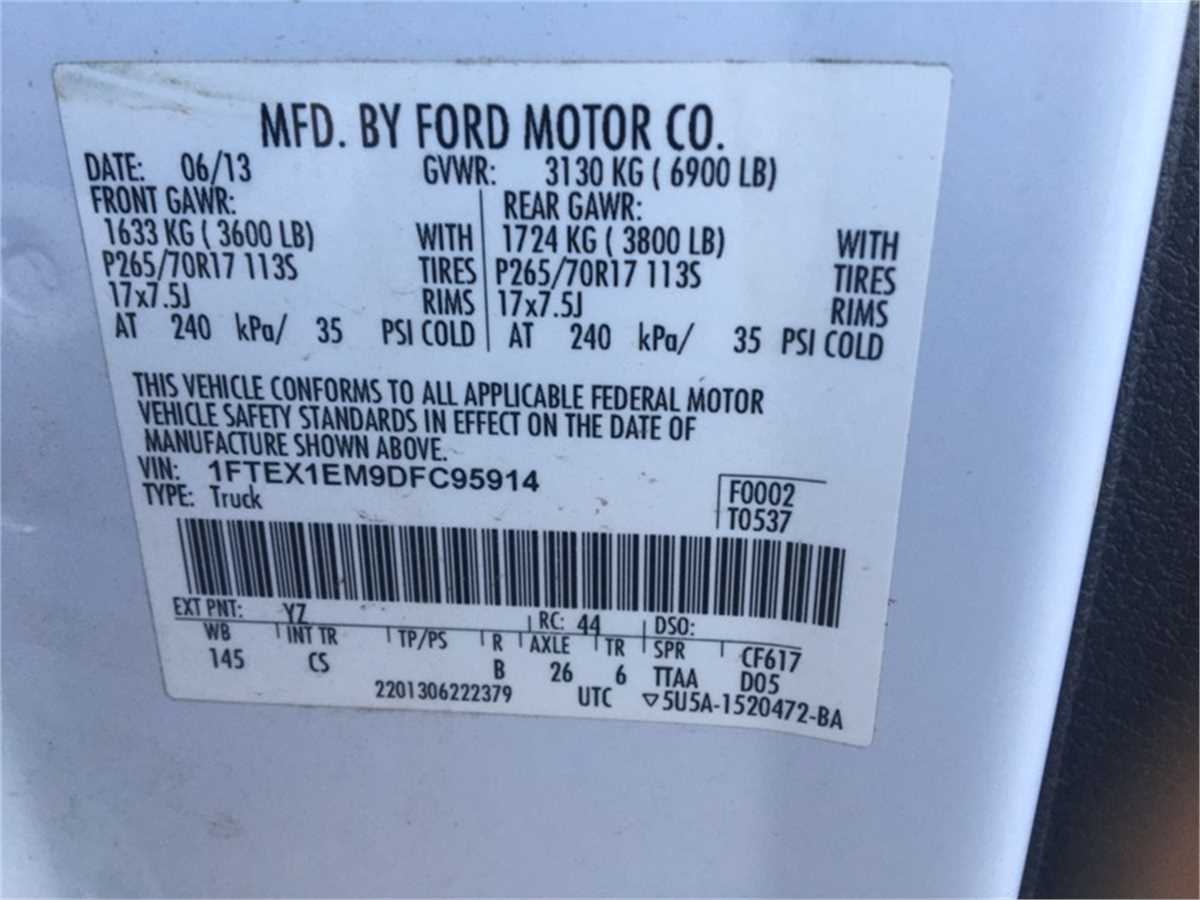 MFD. BY FORD MOTOR CO.
DATE: 06/13 GVWR: 3130 KG ( 6900 LB)
FRONT GAWR: REAR GAWR:
1633 KG ( 3600 LB) WITH 1724 KG ( 3800 LB) WITH
P265/70R17 113S TIRES P265/70R17 113S TIRES
17x7.5J RIMS 17x7.5J RIMS
AT 240 kPa/ 35 PSI COLD AT 240 kPa/ 35 PSI COLD
THIS VEHICLE CONFORMS TO ALL APPLICABLE FEDERAL MOTOR
VEHICLE SAFETY STANDARDS IN EFFECT ON THE DATE OF
MANUFACTURE SHOWN ABOVE.
VIN: 1FTEX1EM9DFC95914
TYPE: Truck
F0002
T0537
EXT PNT: YZ RC: 44 DSO:
WB INT TR TP/PS R AXLE TR SPR CF617
145 CS B 26 6 TTAA D05
2201306222379 UTC ▽5U5A-1520472-BA